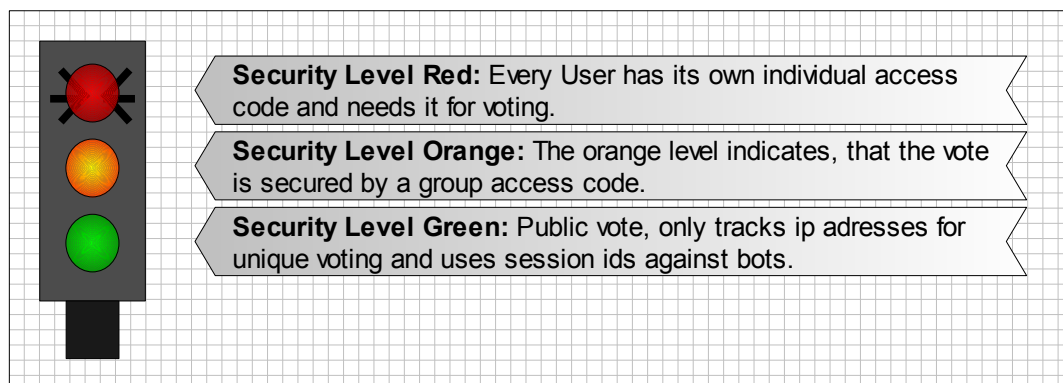 Security Level Red: Every User has its own individual access
code and needs it for voting.
Security Level Orange: The orange level indicates, that the vote
is secured by a group access code.
Security Level Green: Public vote, only tracks ip adresses for
unique voting and uses session ids against bots.